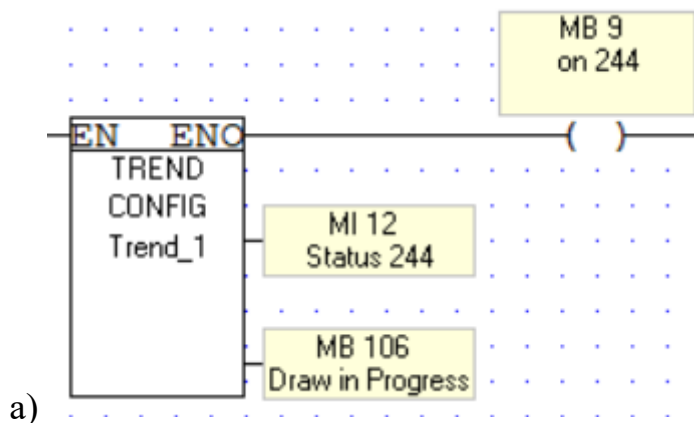 MB 9
on 244
EN ENO
TREND
CONFIG
Trend_1
MI 12
Status 244
MB 106
Draw in Progress
a)